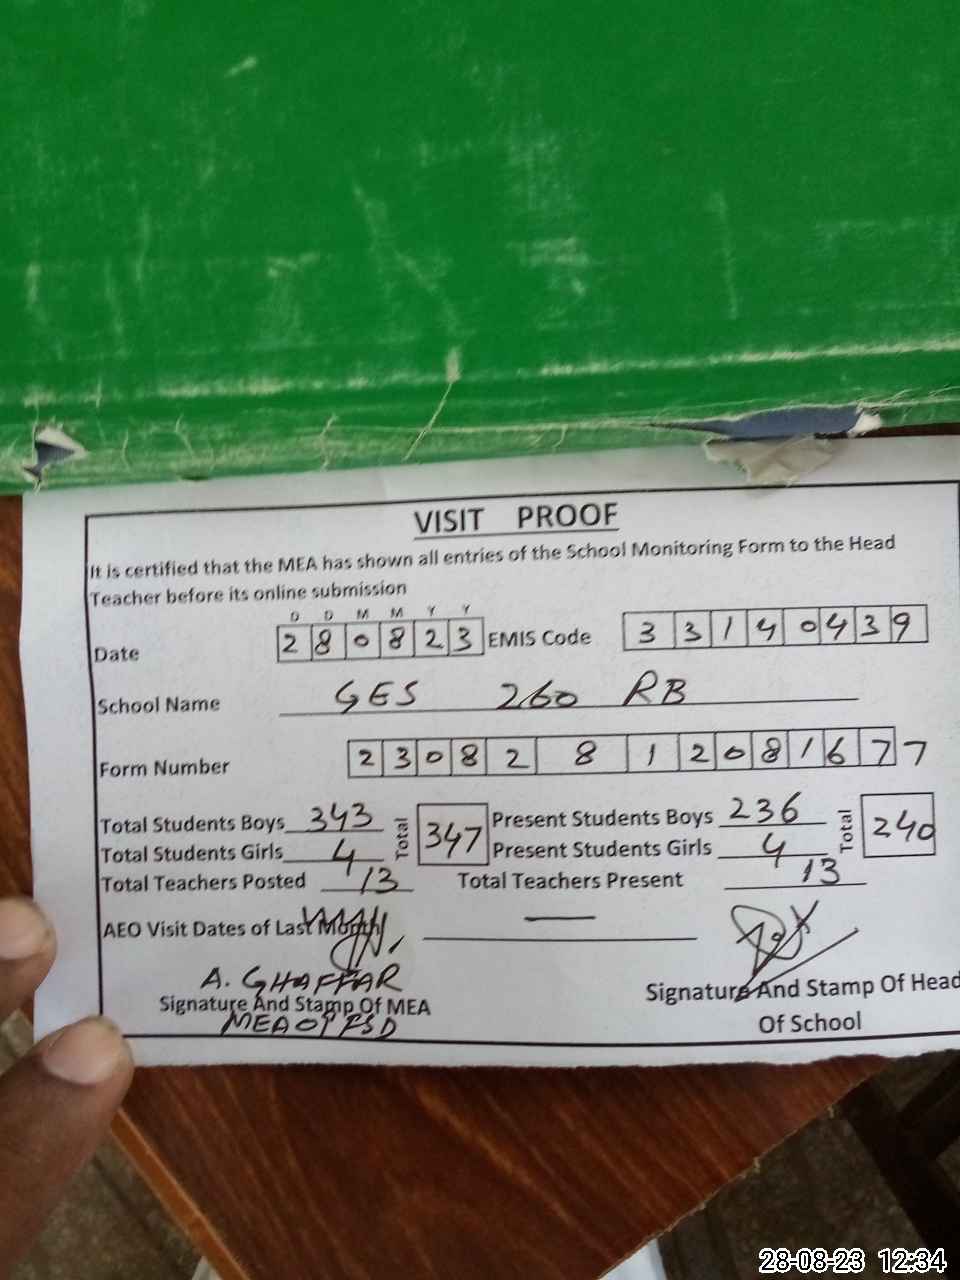 VISIT PROOF
It is certified that the MEA has shown all entries of the School Monitoring Form to the Head
Teacher before its online submission
D D M M Y Y
Date 2 8 0 8 2 3 EMIS Code 3 3 1 4 0 4 3 9
School Name GES 260 RB
Form Number 2 3 0 8 2 8 1 2 0 8 1 6 7 7
Total Students Boys 343 Total 347 Present Students Boys 236 Total 240
Total Students Girls 4 Present Students Girls 4
Total Teachers Posted 13 Total Teachers Present 13
AEO Visit Dates of Last Month —
A. GHAFFAR
Signature And Stamp Of MEA Signature And Stamp Of Head
MEA 07 FSD Of School
28-08-23 12:34